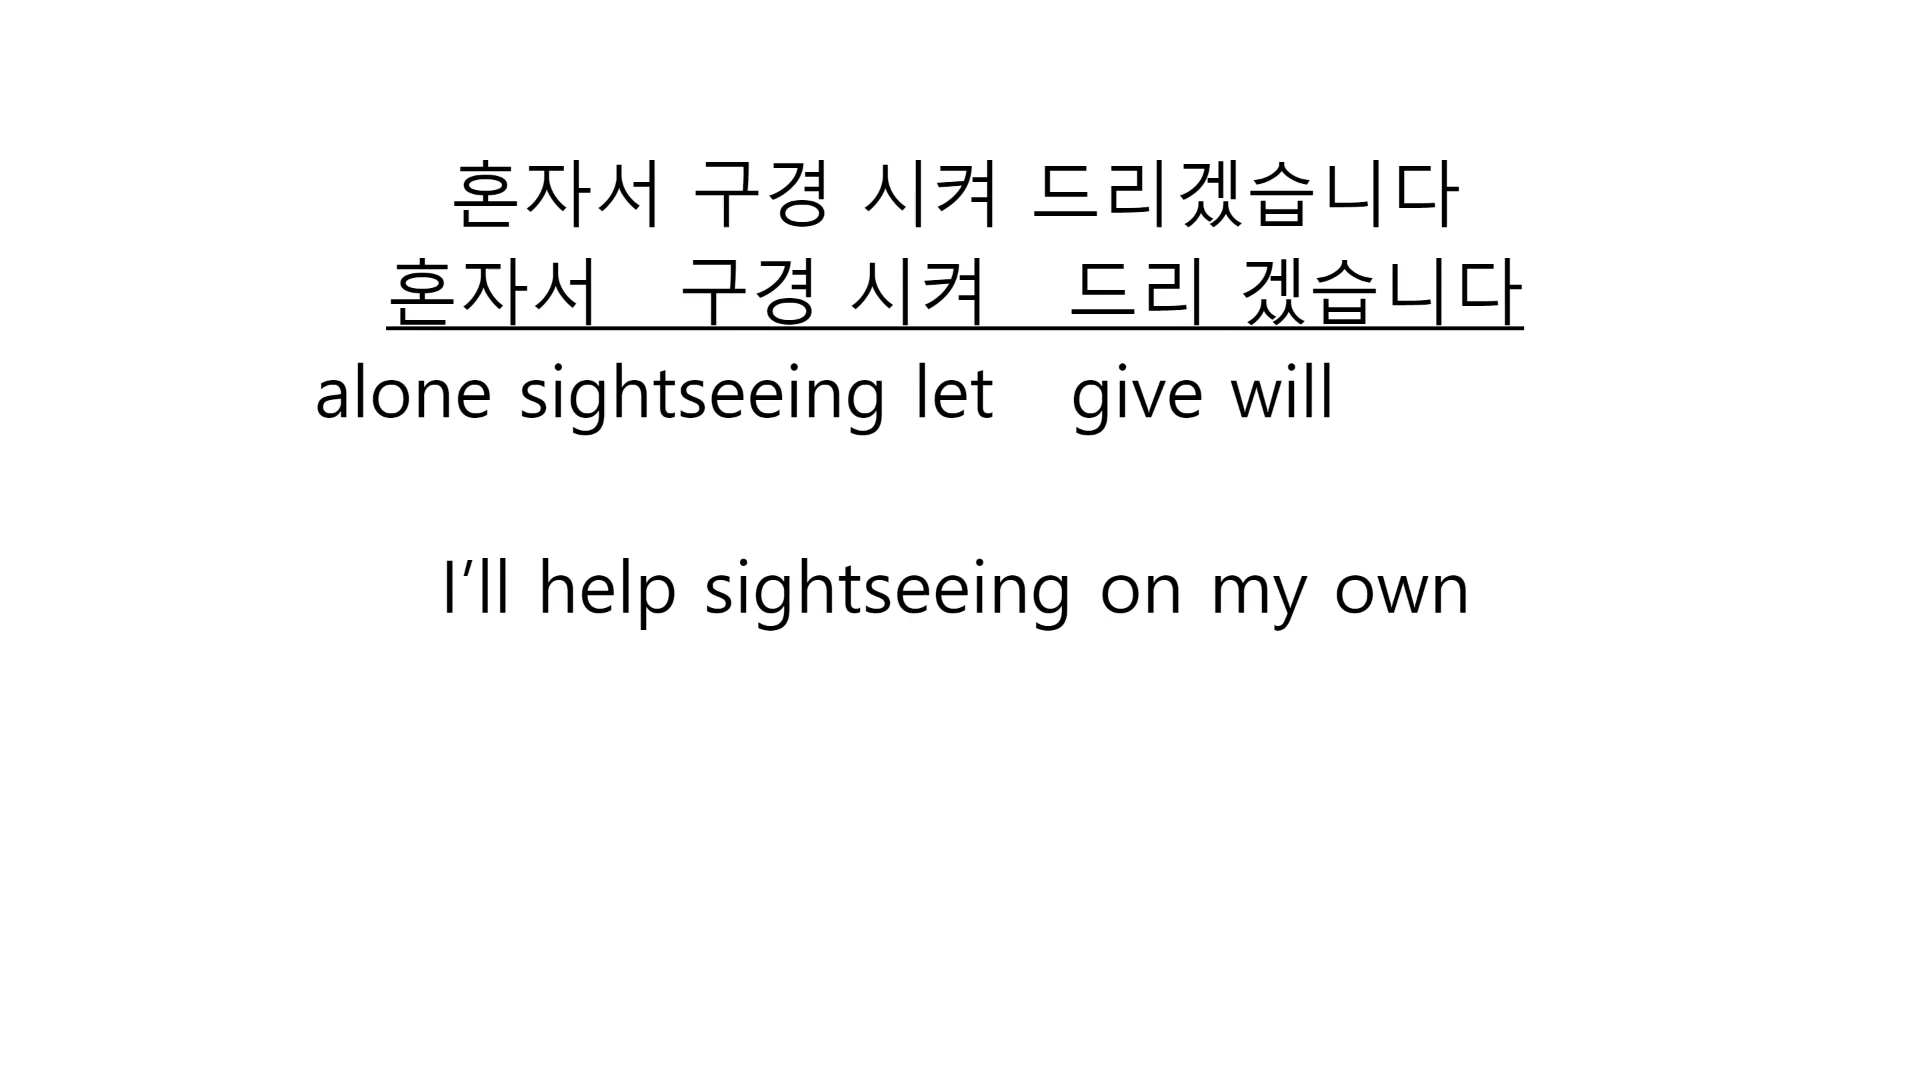 혼자서 구경 시켜 드리겠습니다
혼자서 구경 시켜 드리 겠습니다
alone sightseeing let give will
I’ll help sightseeing on my own